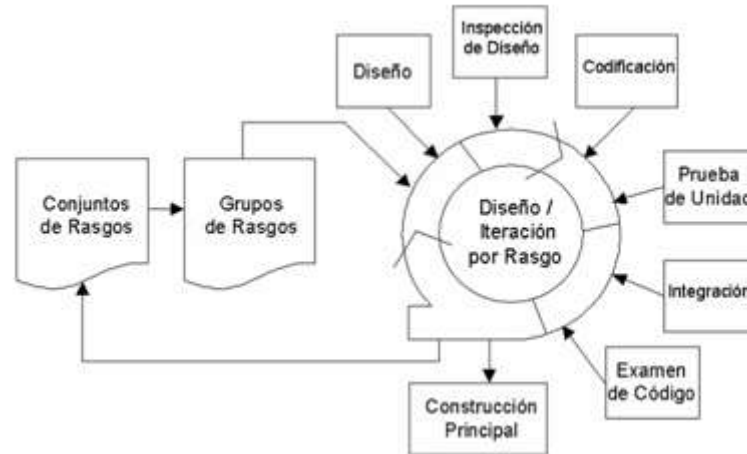 Inspección
de Diseño
Diseño
Codificación
Conjuntos
de Rasgos
Grupos
de Rasgos
Diseño /
Iteración
por Rasgo
Prueba
de Unidad
Integración
Examen
de Código
Construcción
Principal